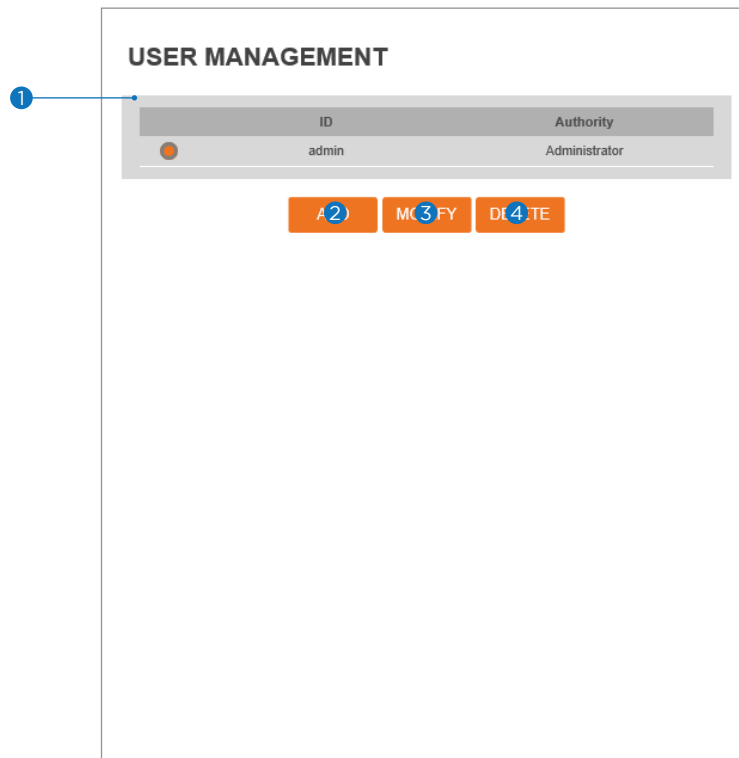 USER MANAGEMENT
1
ID Authority
admin Administrator
2 3 4